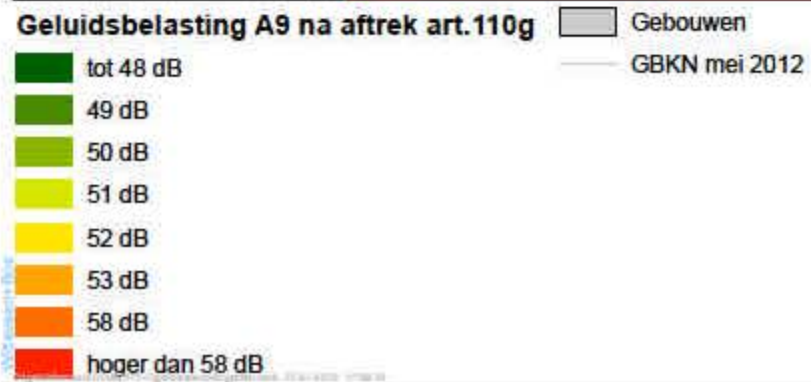 Geluidsbelasting A9 na aftrek art.110g
tot 48 dB
49 dB
50 dB
51 dB
52 dB
53 dB
58 dB
hoger dan 58 dB
Gebouwen
GBKN mei 2012